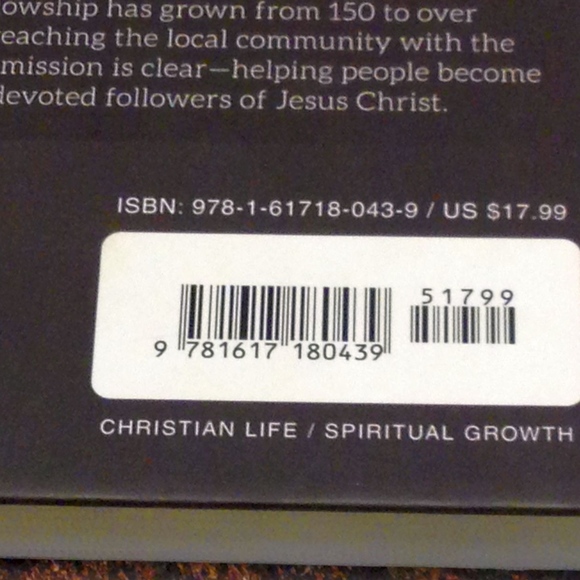 owship has grown from 150 to over
eaching the local community with the
mission is clear—helping people become
devoted followers of Jesus Christ.
ISBN: 978-1-61718-043-9 / US $17.99
51799
9 781617 180439
CHRISTIAN LIFE / SPIRITUAL GROWTH